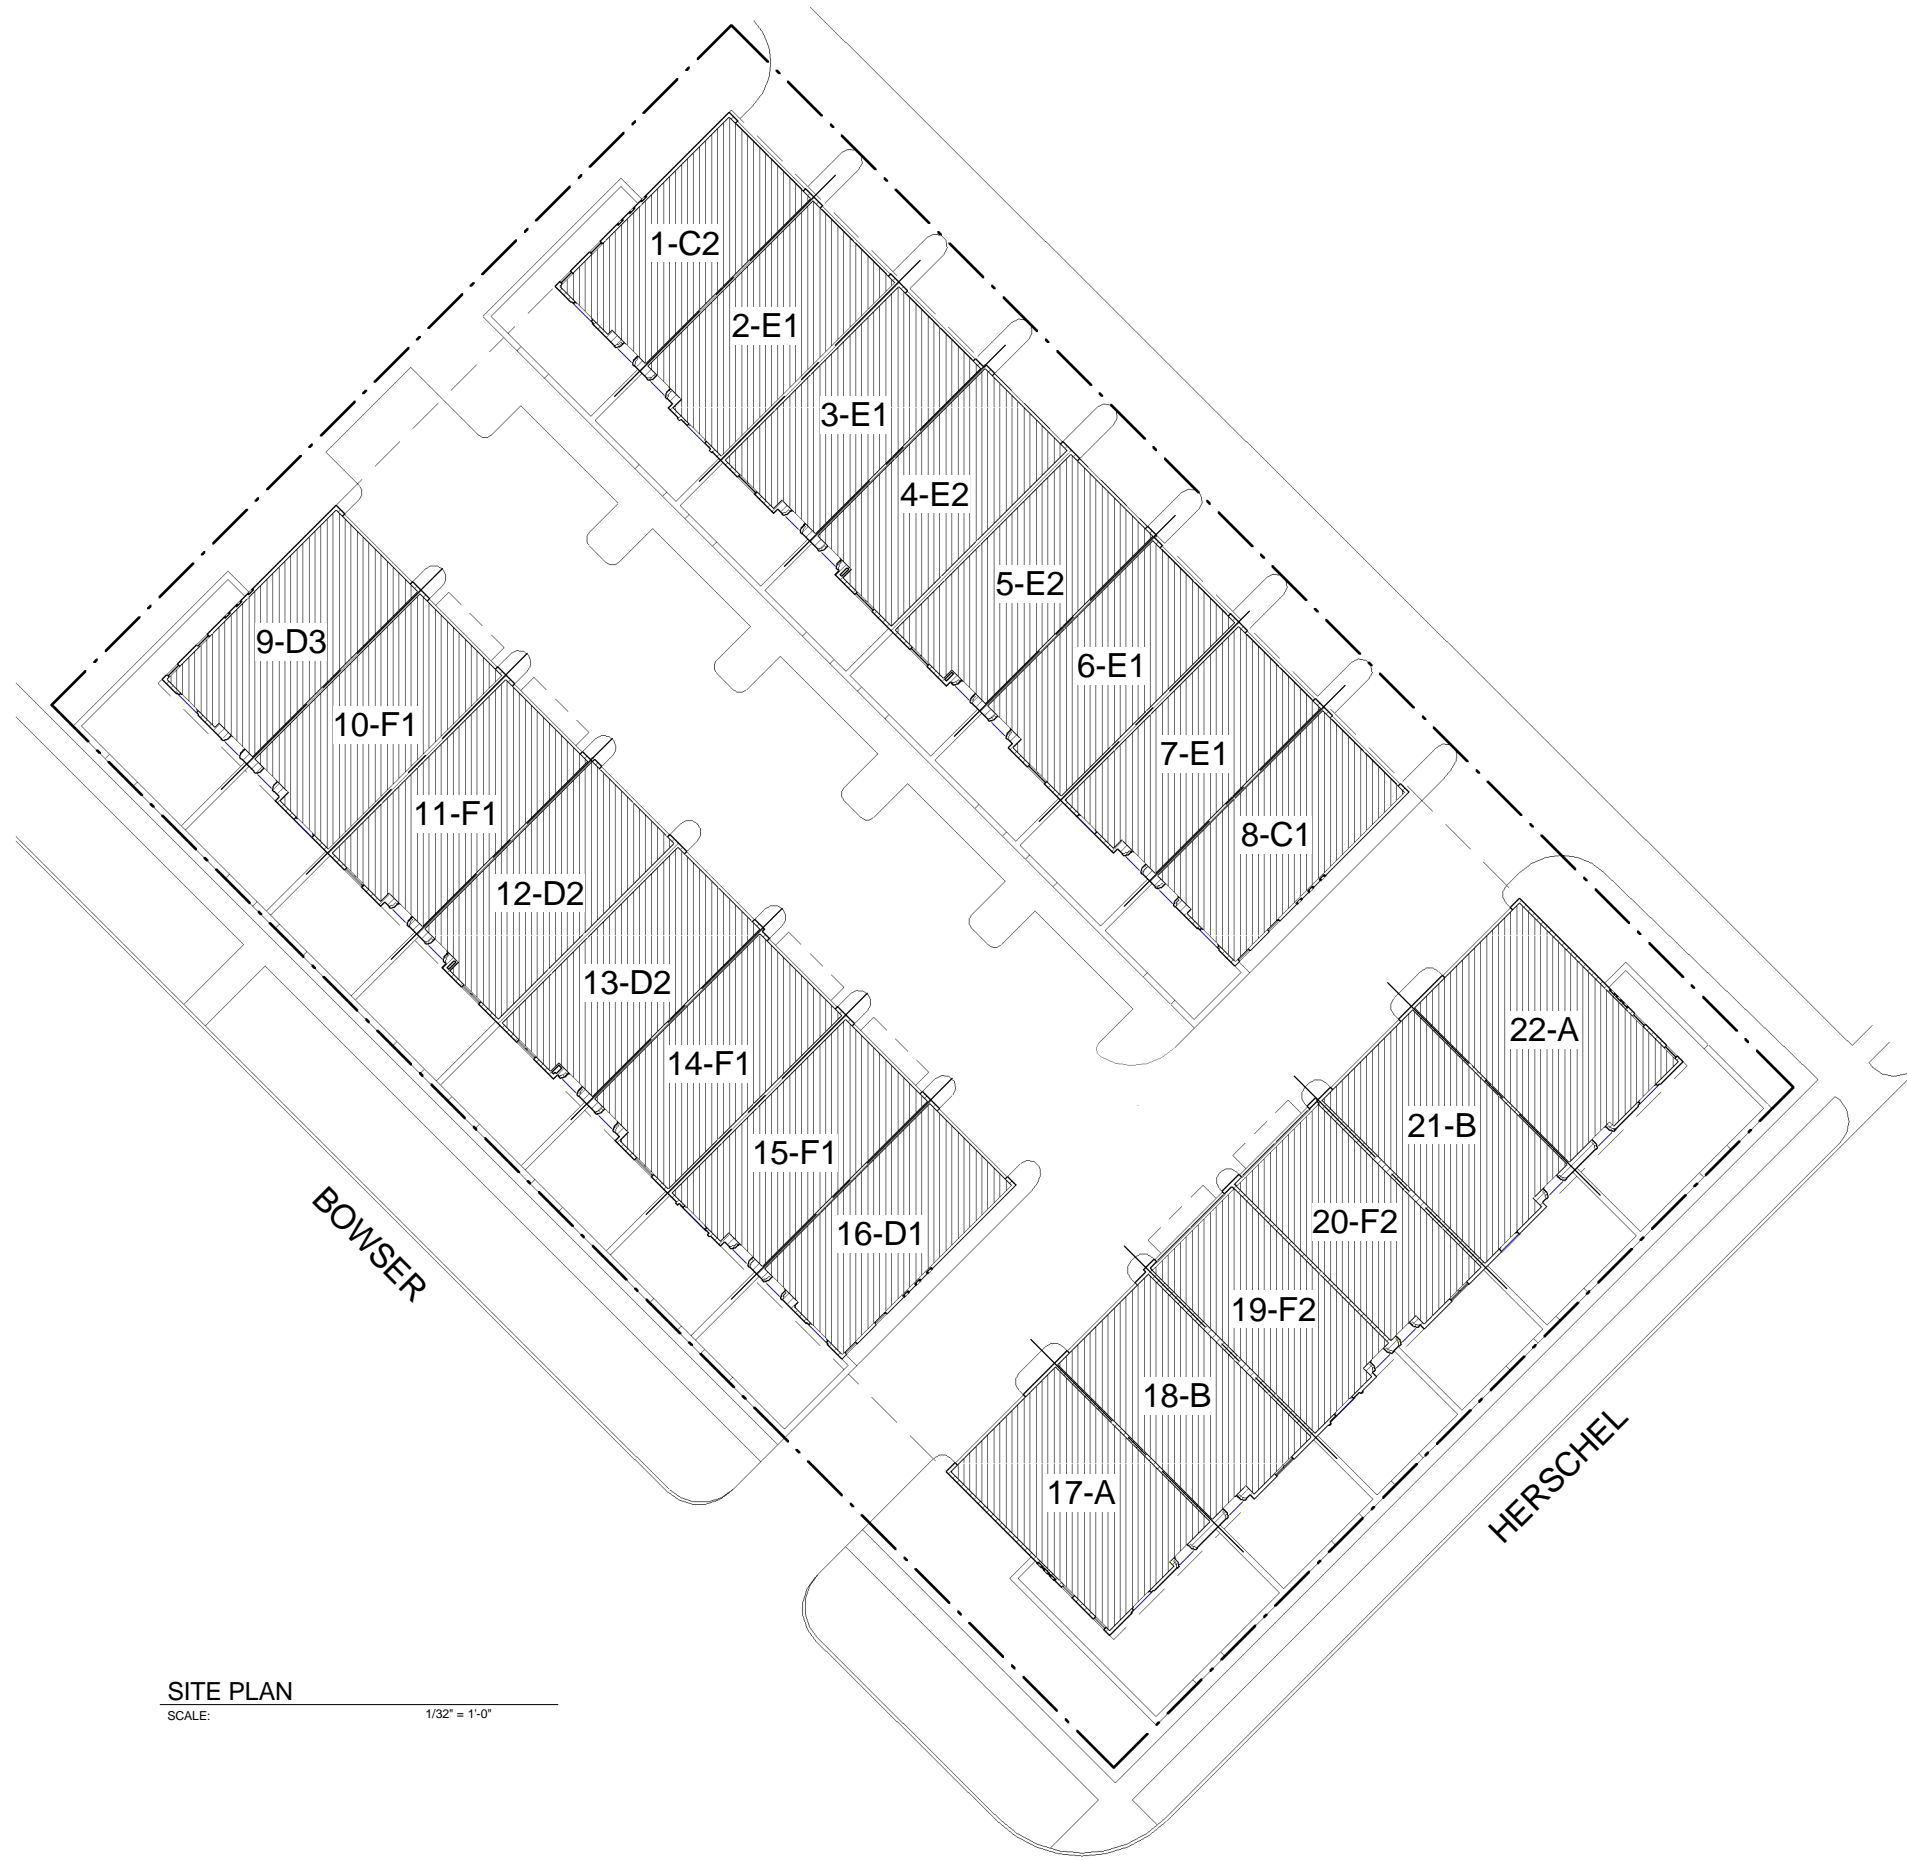 1-C2
2-E1
3-E1
4-E2
5-E2
6-E1
7-E1
8-C1
9-D3
10-F1
11-F1
12-D2
13-D2
14-F1
15-F1
16-D1
22-A
21-B
20-F2
19-F2
18-B
17-A
BOWSER
HERSCHEL
SITE PLAN
SCALE: 1/32" = 1'-0"